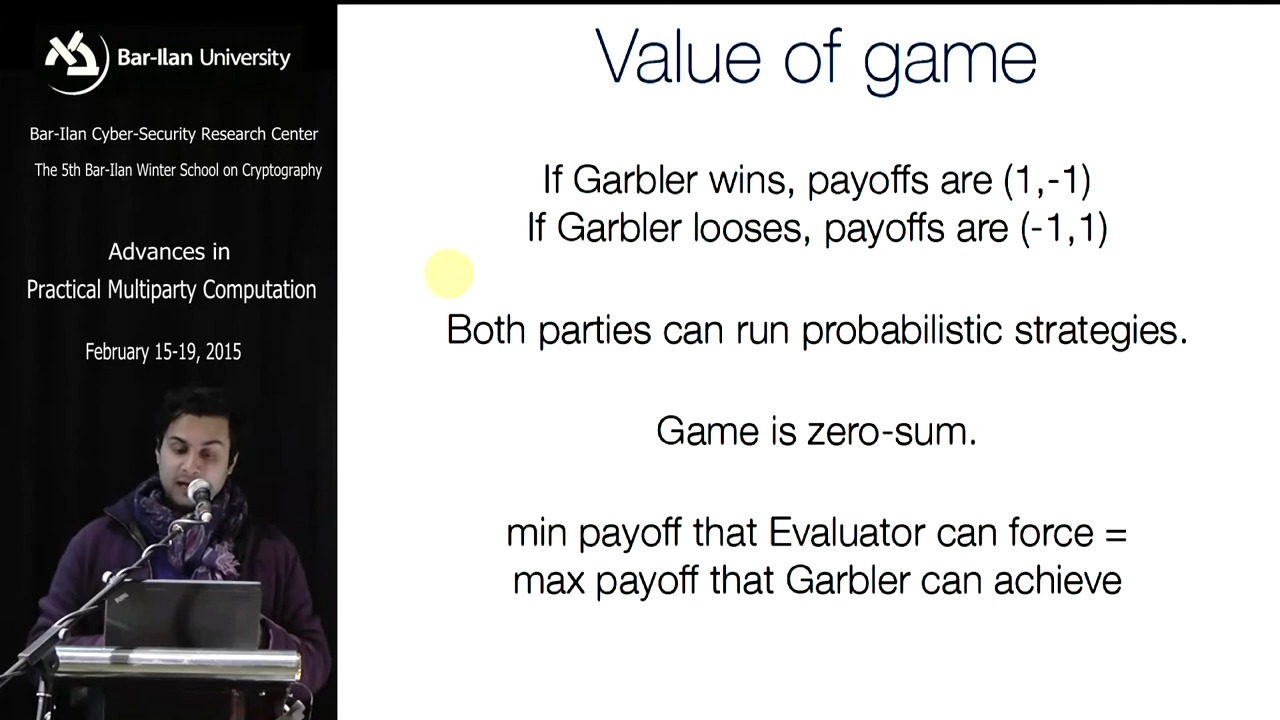 Bar-Ilan University
Bar-Ilan Cyber-Security Research Center
The 5th Bar-Ilan Winter School on Cryptography
Advances in
Practical Multiparty Computation
February 15-19, 2015
Value of game
If Garbler wins, payoffs are (1,-1)
If Garbler looses, payoffs are (-1,1)
Both parties can run probabilistic strategies.
Game is zero-sum.
min payoff that Evaluator can force =
max payoff that Garbler can achieve